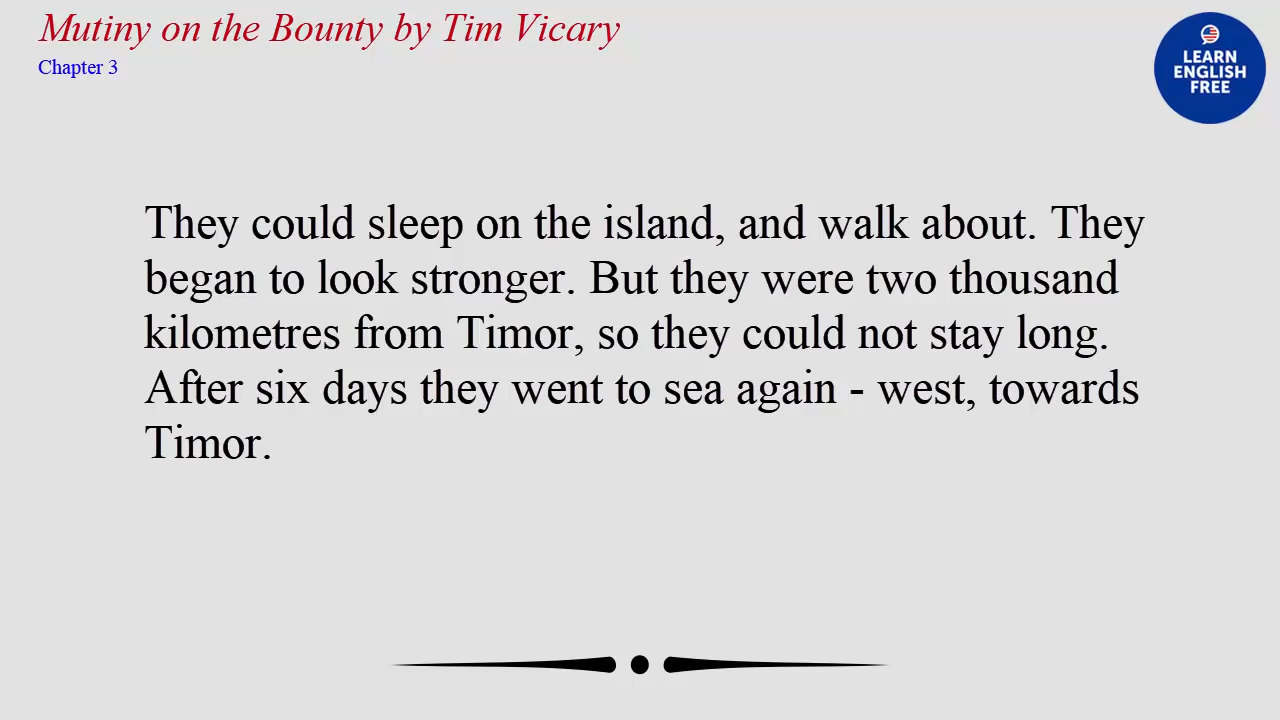 Mutiny on the Bounty by Tim Vicary
Chapter 3
LEARN
ENGLISH
FREE
They could sleep on the island, and walk about. They
began to look stronger. But they were two thousand
kilometres from Timor, so they could not stay long.
After six days they went to sea again - west, towards
Timor.